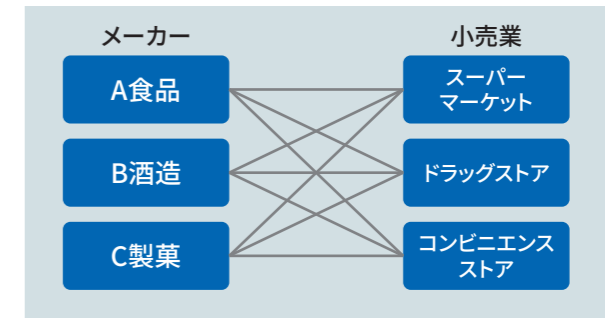 メーカー
小売業
A食品
スーパー
マーケット
B酒造
ドラッグストア
C製菓
コンビニエンス
ストア